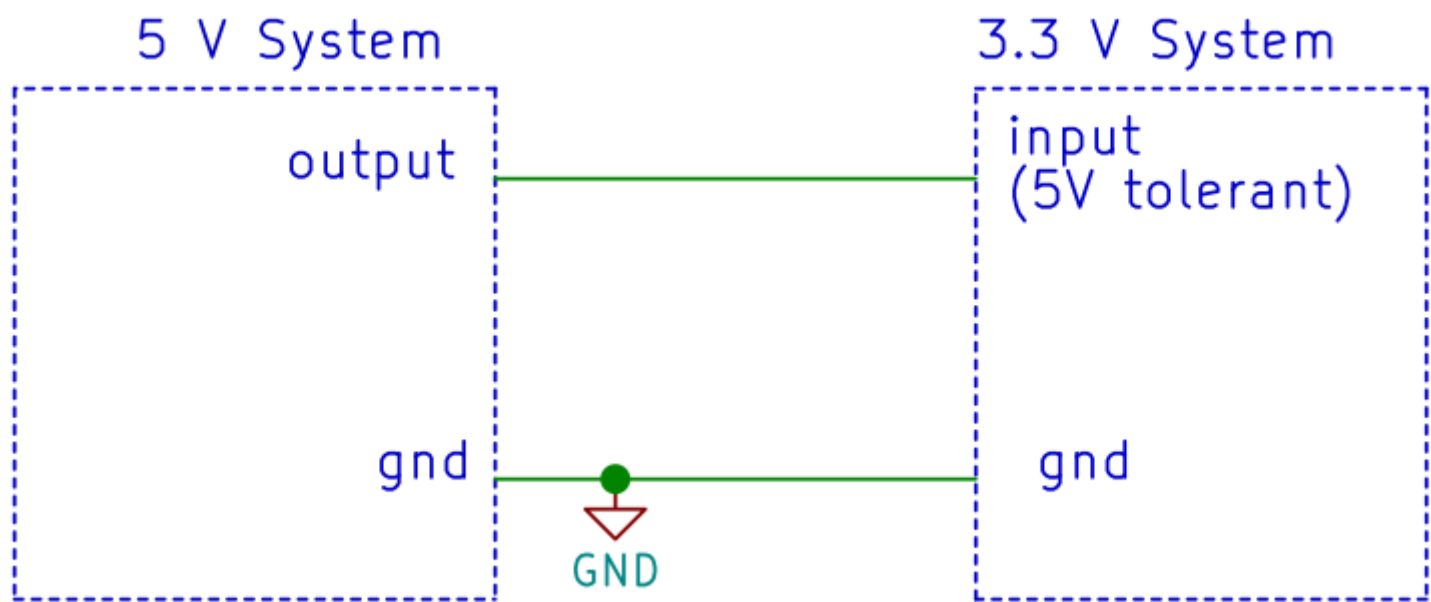 5 V System
3.3 V System
output
input
(5V tolerant)
gnd
gnd
GND